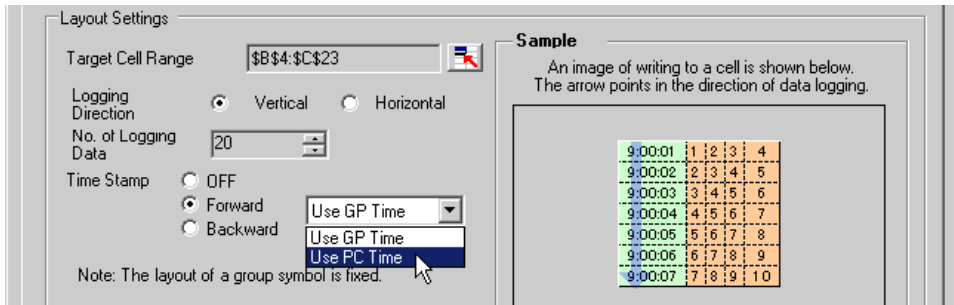 Layout Settings
Target Cell Range
$B$4:$C$23
Logging
Direction
Vertical
Horizontal
No. of Logging
Data
20
Time Stamp
OFF
Forward
Backward
Use GP Time
Use GP Time
Use PC Time
Note: The layout of a group symbol is fixed.
Sample
An image of writing to a cell is shown below.
The arrow points in the direction of data logging.
9:00:01 1 2 3 4
9:00:02 2 3 4 5
9:00:03 3 4 5 6
9:00:04 4 5 6 7
9:00:05 5 6 7 8
9:00:06 6 7 8 9
9:00:07 7 8 9 10